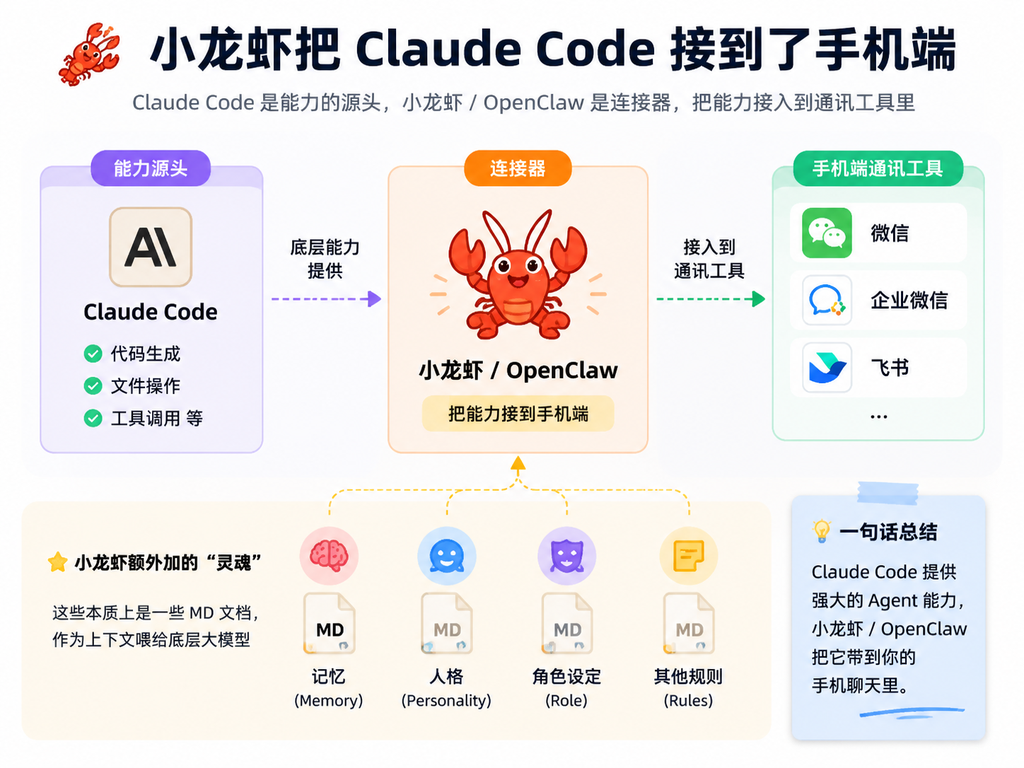 小龙虾把 Claude Code 接到了手机端
Claude Code 是能力的源头，小龙虾 / OpenClaw 是连接器，把能力接入到通讯工具里
能力源头
Claude Code
代码生成
文件操作
工具调用 等
底层能力
提供
连接器
小龙虾 / OpenClaw
把能力接到手机端
接入到
通讯工具
手机端通讯工具
微信
企业微信
飞书
...
小龙虾额外加的“灵魂”
这些本质上是一些 MD 文档，
作为上下文喂给底层大模型
MD
记忆
(Memory)
MD
人格
(Personality)
MD
角色设定
(Role)
MD
其他规则
(Rules)
一句话总结
Claude Code 提供
强大的 Agent 能力，
小龙虾 / OpenClaw
把它带到你的
手机聊天里。